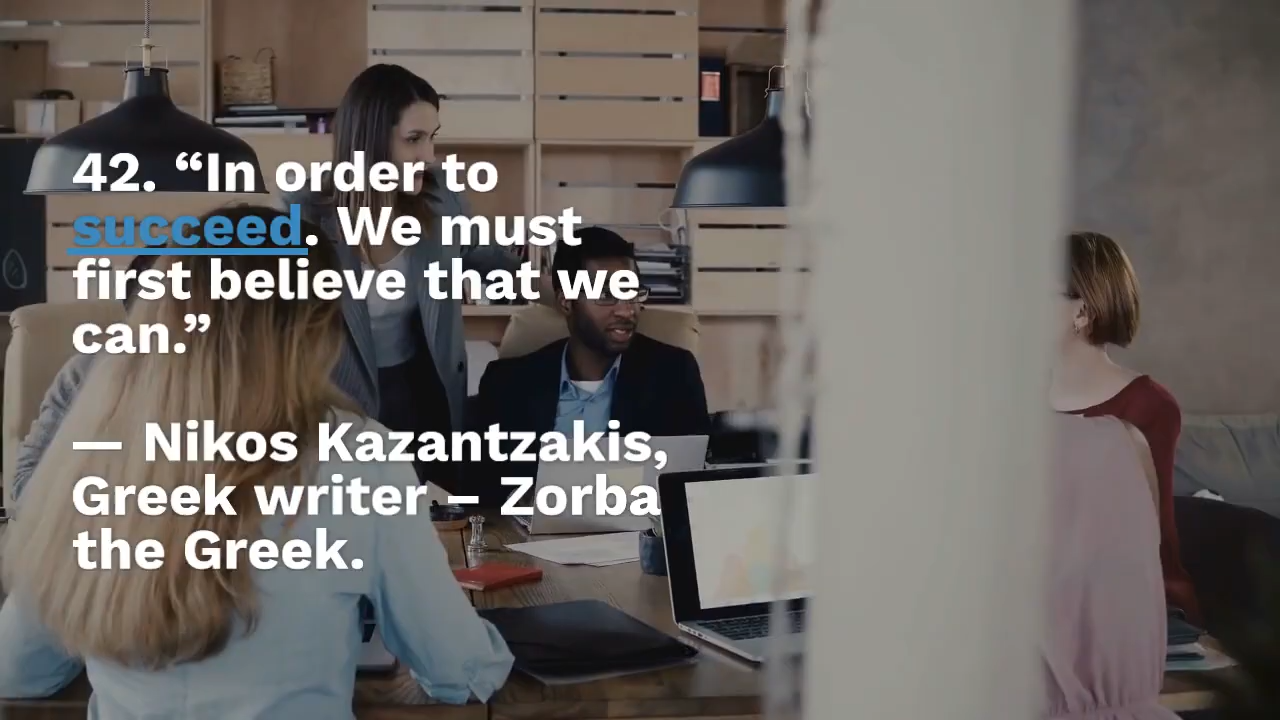 42. “In order to
succeed. We must
first believe that we
can.”
— Nikos Kazantzakis,
Greek writer – Zorba
the Greek.